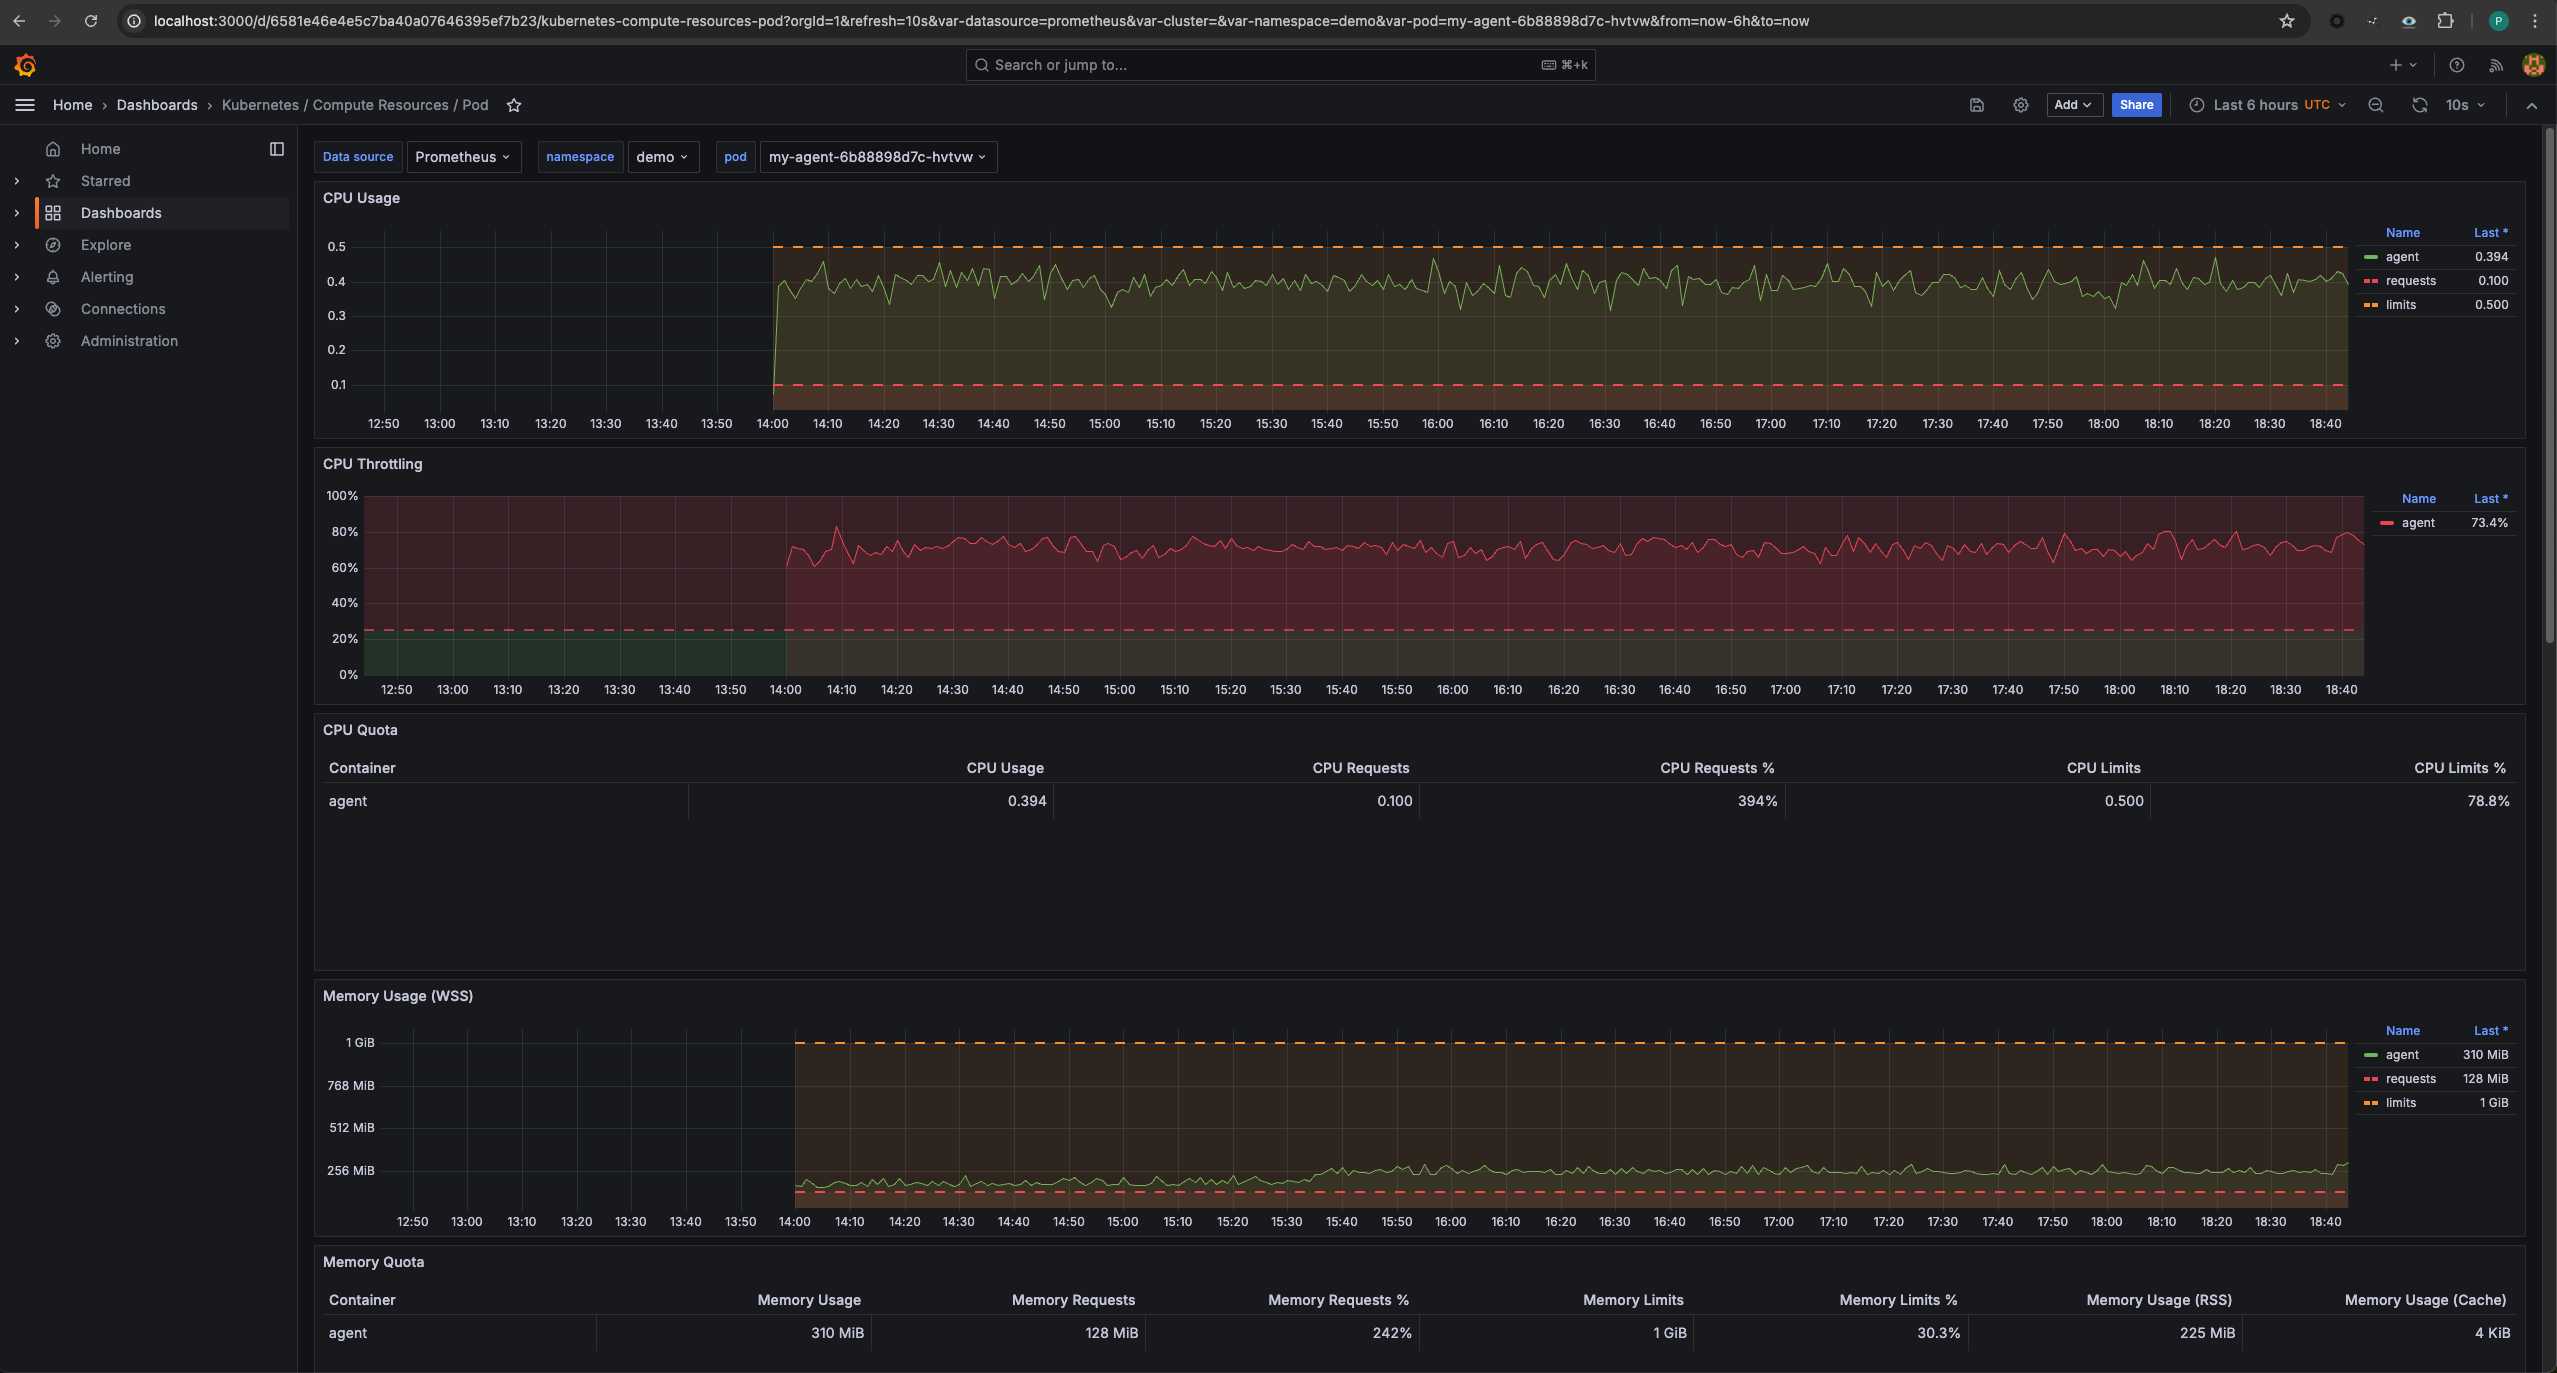 localhost:3000/d/6581e46e4e5c7ba40a07646395ef7b23/kubernetes-compute-resources-pod?orgId=1&refresh=10s&var-datasource=prometheus&var-cluster=&var-namespace=demo&var-pod=my-agent-6b88898d7c-hvtvw&from=now-6h&to=now
P
Search or jump to...
⌘+k
Home › Dashboards › Kubernetes / Compute Resources / Pod
Add
Share
Last 6 hours UTC
10s
Home
Starred
Dashboards
Explore
Alerting
Connections
Administration
Data source Prometheus
namespace demo
pod my-agent-6b88898d7c-hvtvw
CPU Usage
0.5
0.4
0.3
0.2
0.1
12:50 13:00 13:10 13:20 13:30 13:40 13:50 14:00 14:10 14:20 14:30 14:40 14:50 15:00 15:10 15:20 15:30 15:40 15:50 16:00 16:10 16:20 16:30 16:40 16:50 17:00 17:10 17:20 17:30 17:40 17:50 18:00 18:10 18:20 18:30 18:40
Name Last *
agent 0.394
requests 0.100
limits 0.500
CPU Throttling
100%
80%
60%
40%
20%
0%
12:50 13:00 13:10 13:20 13:30 13:40 13:50 14:00 14:10 14:20 14:30 14:40 14:50 15:00 15:10 15:20 15:30 15:40 15:50 16:00 16:10 16:20 16:30 16:40 16:50 17:00 17:10 17:20 17:30 17:40 17:50 18:00 18:10 18:20 18:30 18:40
Name Last *
agent 73.4%
CPU Quota
Container CPU Usage CPU Requests CPU Requests % CPU Limits CPU Limits %
agent 0.394 0.100 394% 0.500 78.8%
Memory Usage (WSS)
1 GiB
768 MiB
512 MiB
256 MiB
12:50 13:00 13:10 13:20 13:30 13:40 13:50 14:00 14:10 14:20 14:30 14:40 14:50 15:00 15:10 15:20 15:30 15:40 15:50 16:00 16:10 16:20 16:30 16:40 16:50 17:00 17:10 17:20 17:30 17:40 17:50 18:00 18:10 18:20 18:30 18:40
Name Last *
agent 310 MiB
requests 128 MiB
limits 1 GiB
Memory Quota
Container Memory Usage Memory Requests Memory Requests % Memory Limits Memory Limits % Memory Usage (RSS) Memory Usage (Cache)
agent 310 MiB 128 MiB 242% 1 GiB 30.3% 225 MiB 4 KiB